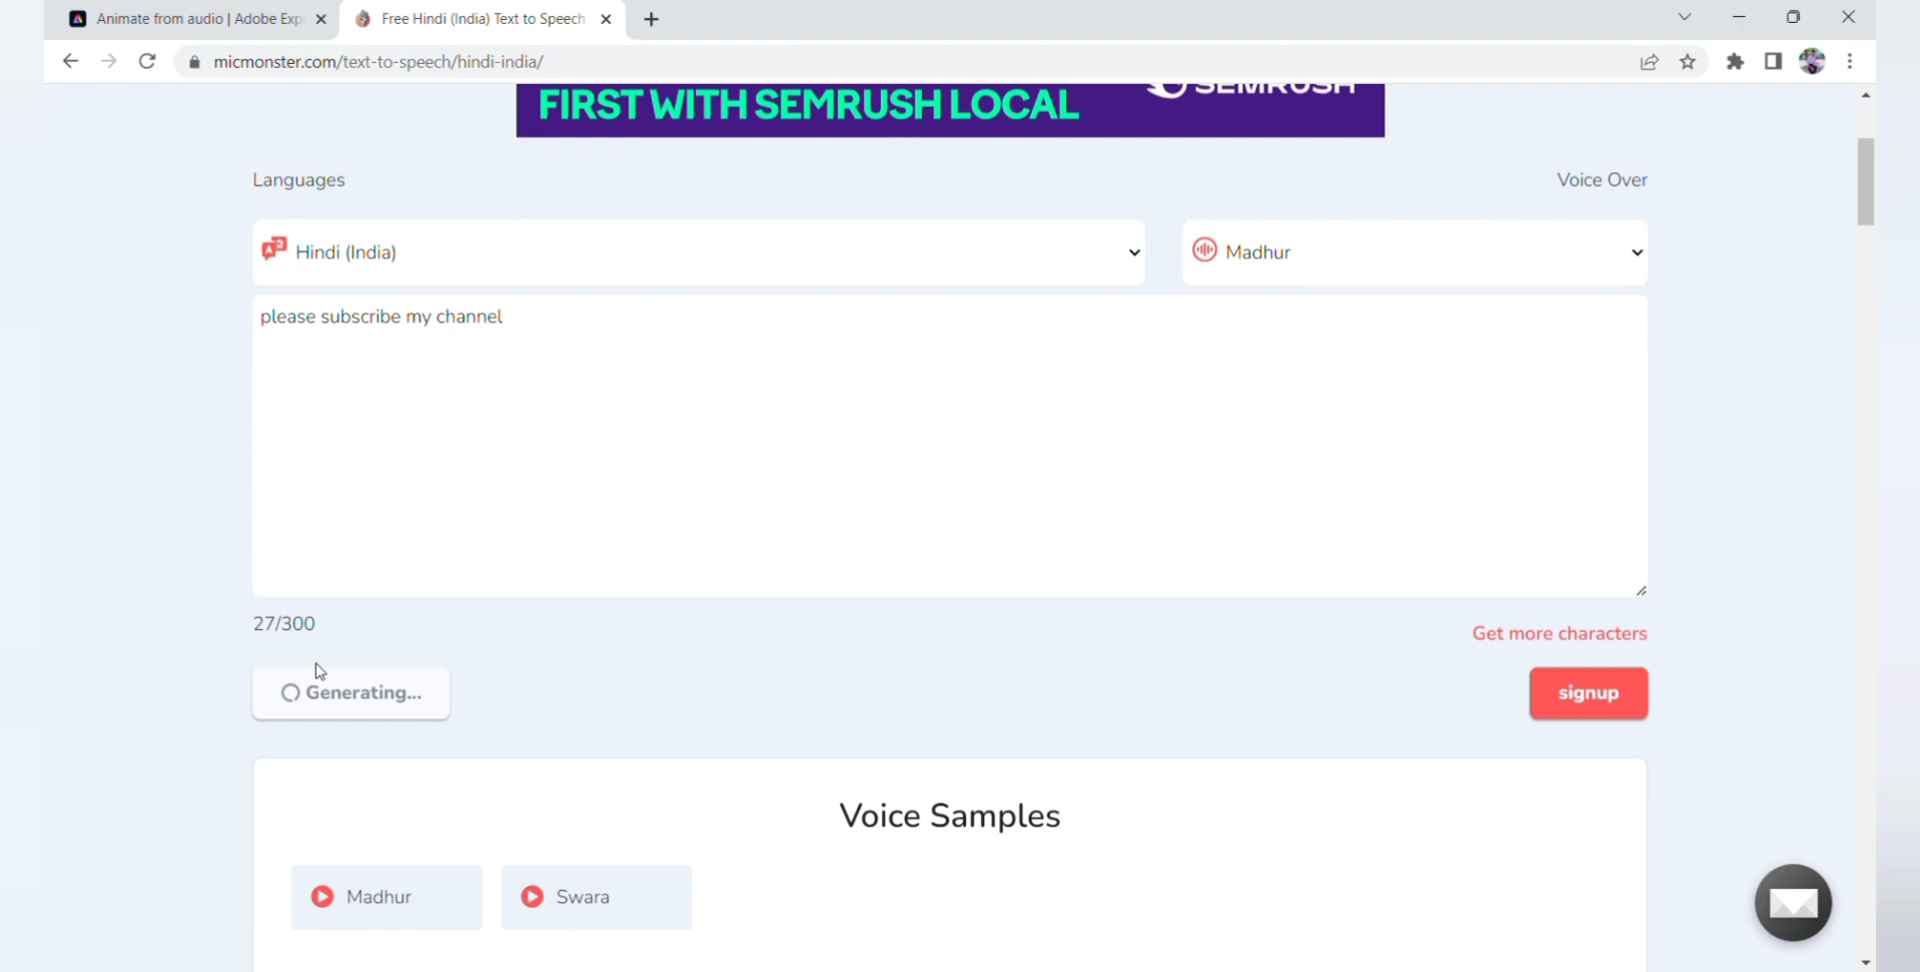 Animate from audio | Adobe Exp
Free Hindi (India) Text to Speech
micmonster.com/text-to-speech/hindi-india/
FIRST WITH SEMRUSH LOCAL
SEMRUSH
Languages
Voice Over
Hindi (India)
Madhur
please subscribe my channel
27/300
Get more characters
Generating...
signup
Voice Samples
Madhur
Swara